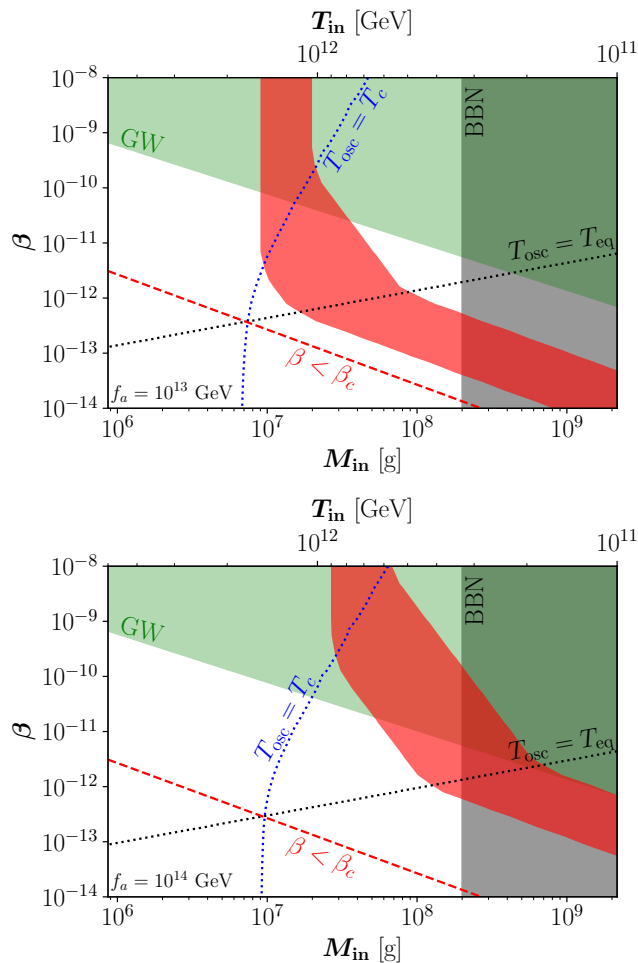 T_in [GeV]
10^12 10^11
10^-8
10^-9
10^-10
10^-11
10^-12
10^-13
10^-14
β
GW
T_osc = T_c
BBN
T_osc = T_eq
β < β_c
f_a = 10^13 GeV
10^6 10^7 10^8 10^9
M_in [g]
T_in [GeV]
10^12 10^11
10^-8
10^-9
10^-10
10^-11
10^-12
10^-13
10^-14
β
GW
T_osc = T_c
BBN
T_osc = T_eq
β < β_c
f_a = 10^14 GeV
10^6 10^7 10^8 10^9
M_in [g]